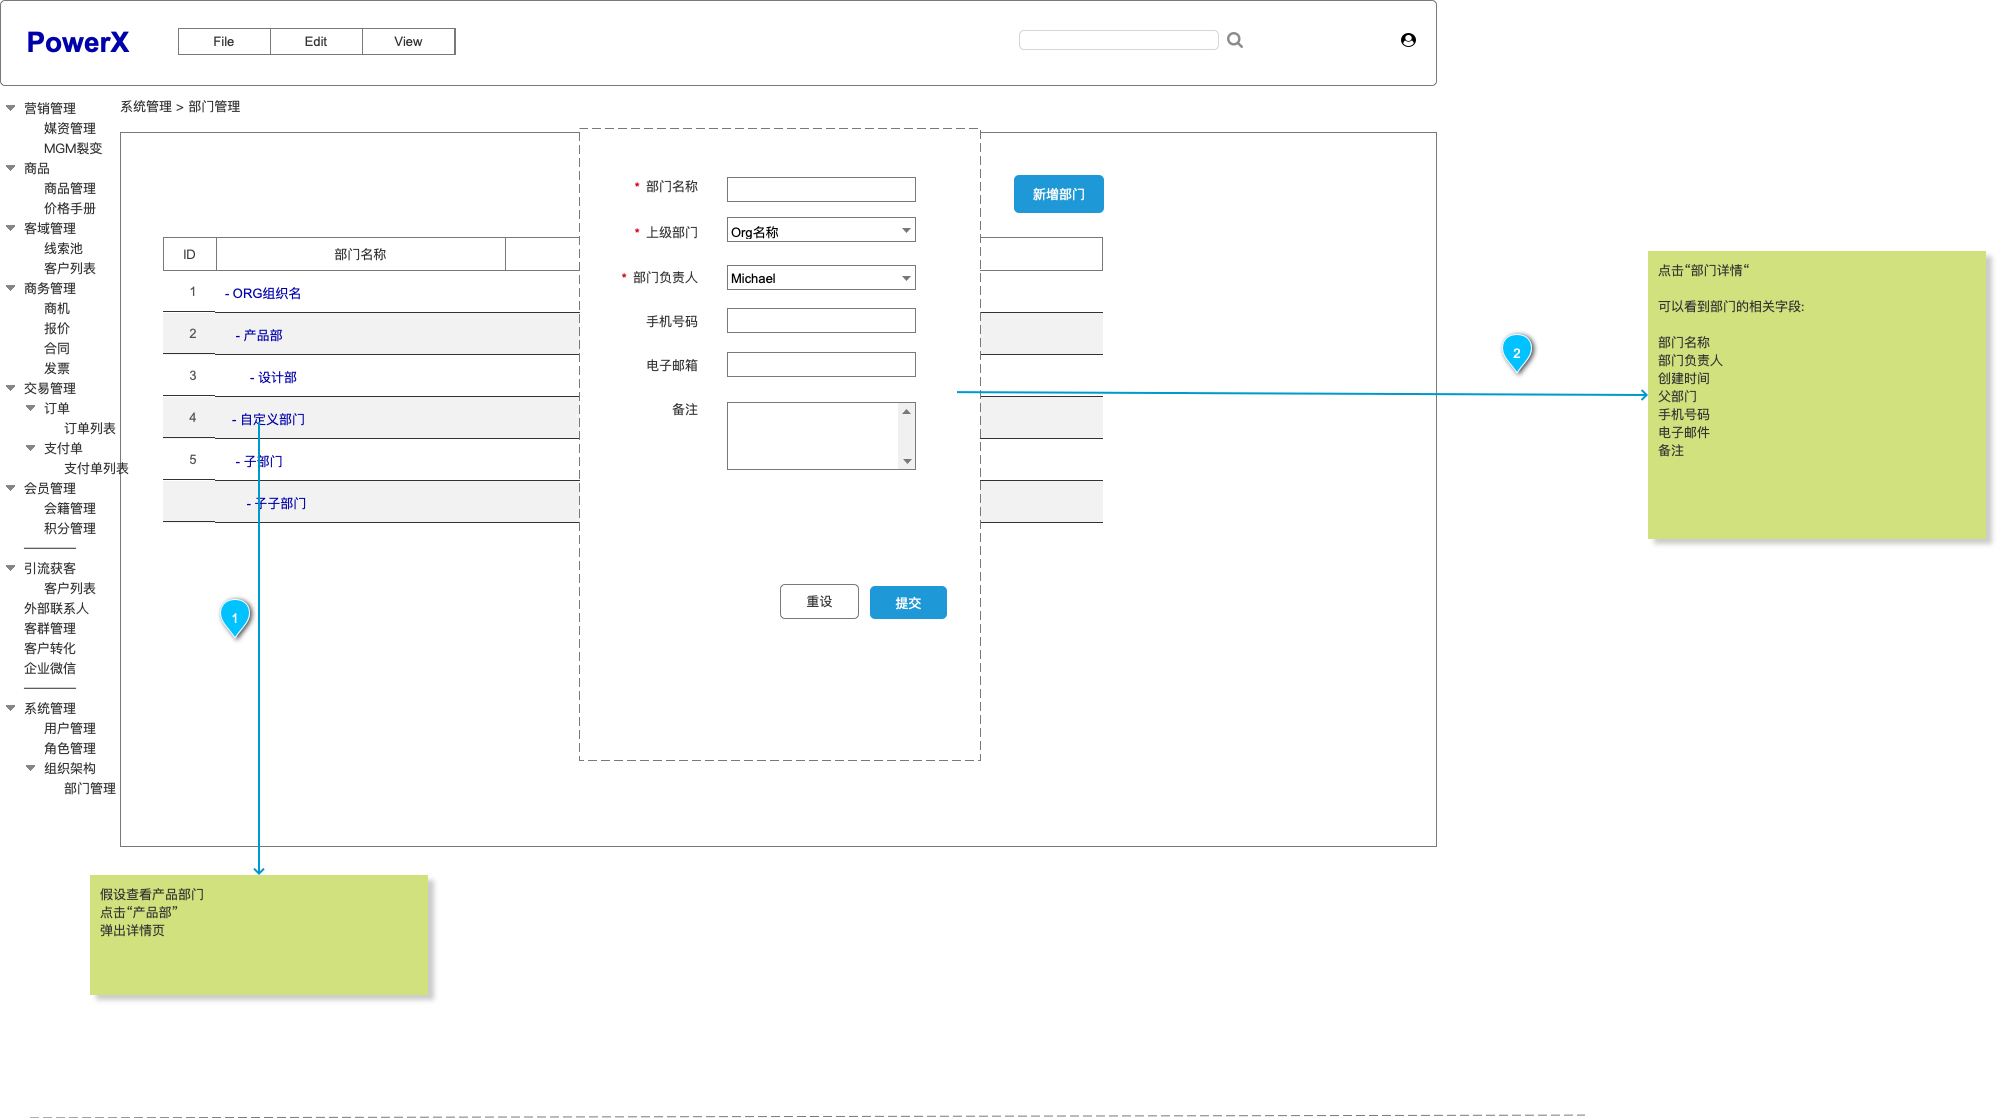 PowerX
File
Edit
View
系统管理 > 部门管理
营销管理
媒资管理
MGM裂变
商品
商品管理
价格手册
客域管理
线索池
客户列表
商务管理
商机
报价
合同
发票
交易管理
订单
订单列表
支付单
支付单列表
会员管理
会籍管理
积分管理
引流获客
客户列表
外部联系人
客群管理
客户转化
企业微信
系统管理
用户管理
角色管理
组织架构
部门管理
新增部门
ID
部门名称
1
- ORG组织名
2
- 产品部
3
- 设计部
4
- 自定义部门
5
- 子部门
- 子子部门
* 部门名称
* 上级部门
Org名称
* 部门负责人
Michael
手机号码
电子邮箱
备注
重设
提交
1
2
点击“部门详情“
可以看到部门的相关字段:
部门名称
部门负责人
创建时间
父部门
手机号码
电子邮件
备注
假设查看产品部门
点击“产品部”
弹出详情页